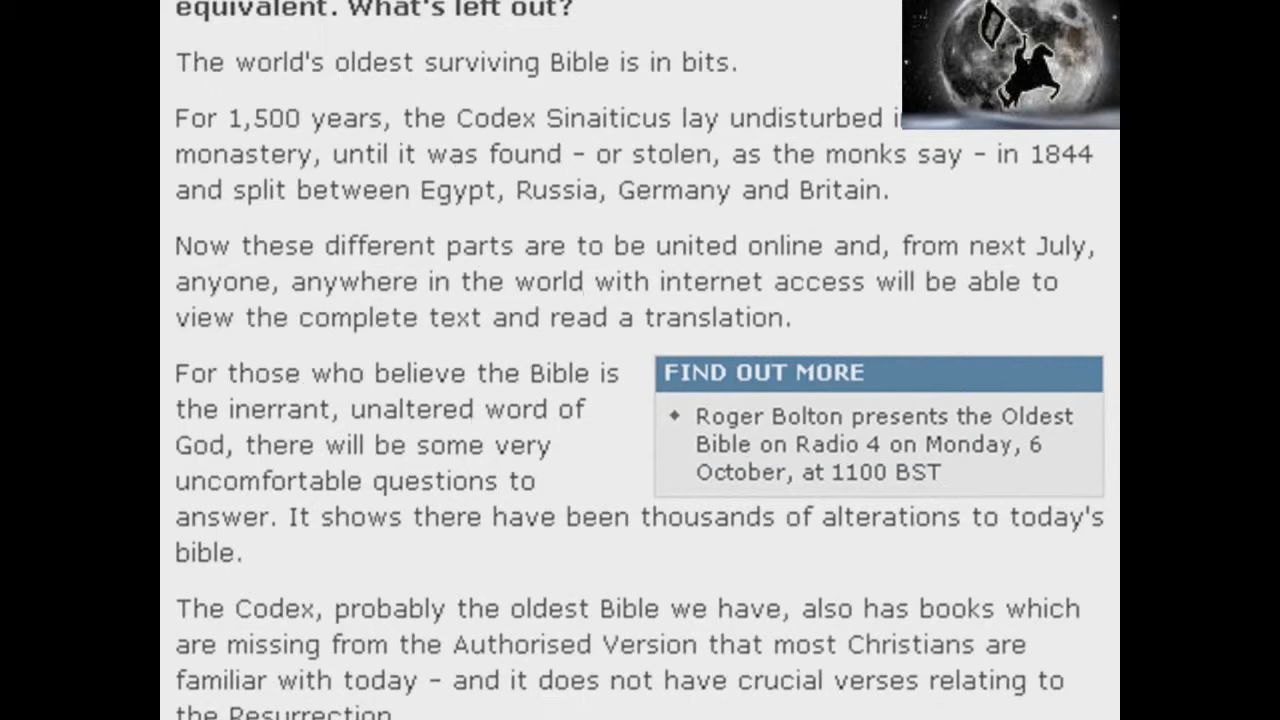 equivalent. What's left out?
The world's oldest surviving Bible is in bits.
For 1,500 years, the Codex Sinaiticus lay undisturbed
monastery, until it was found – or stolen, as the monks say – in 1844
and split between Egypt, Russia, Germany and Britain.
Now these different parts are to be united online and, from next July,
anyone, anywhere in the world with internet access will be able to
view the complete text and read a translation.
For those who believe the Bible is
the inerrant, unaltered word of
God, there will be some very
uncomfortable questions to
answer. It shows there have been thousands of alterations to today's
bible.
FIND OUT MORE
Roger Bolton presents the Oldest
Bible on Radio 4 on Monday, 6
October, at 1100 BST
The Codex, probably the oldest Bible we have, also has books which
are missing from the Authorised Version that most Christians are
familiar with today – and it does not have crucial verses relating to
the Resurrection